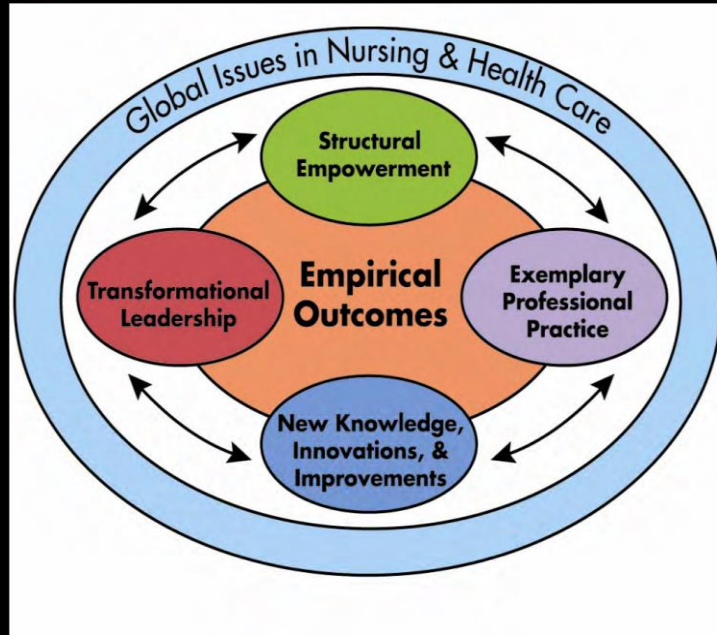 Global Issues in Nursing & Health Care
Structural
Empowerment
Transformational
Leadership
Empirical
Outcomes
Exemplary
Professional
Practice
New Knowledge,
Innovations, &
Improvements